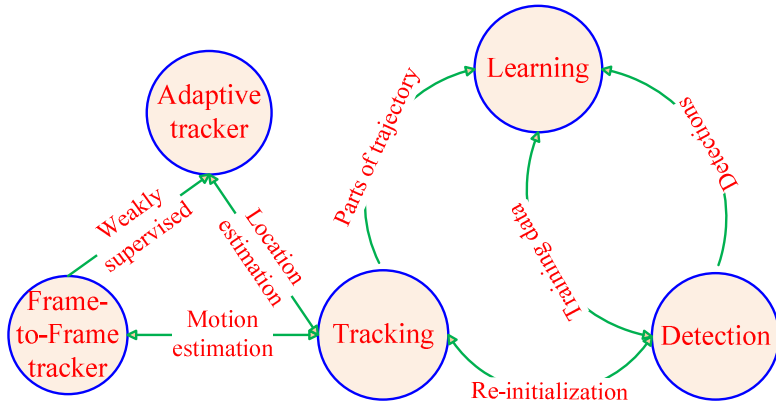 Learning
Adaptive
tracker
Parts of trajectory
Detections
Weakly
supervised
Location
estimation
Training data
Frame-
to-Frame
tracker
Motion
estimation
Tracking
Detection
Re-initialization